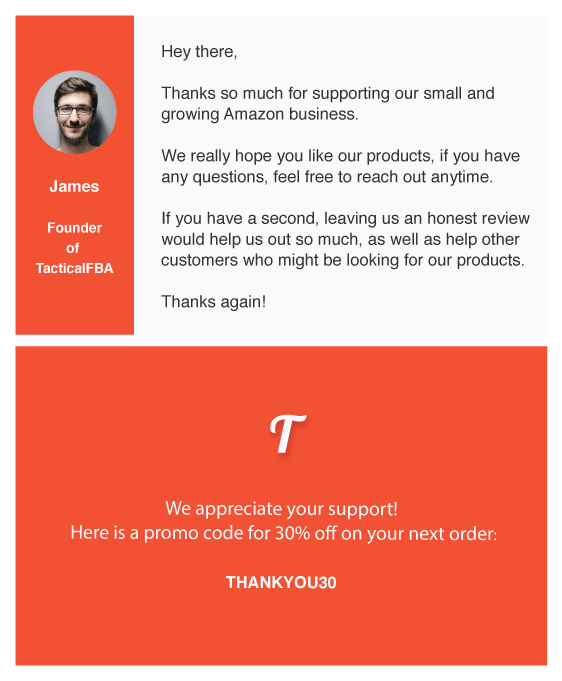 Hey there,
Thanks so much for supporting our small and
growing Amazon business.
We really hope you like our products, if you have
any questions, feel free to reach out anytime.
If you have a second, leaving us an honest review
would help us out so much, as well as help other
customers who might be looking for our products.
Thanks again!
James
Founder
of
TacticalFBA
T
We appreciate your support!
Here is a promo code for 30% off on your next order:
THANKYOU30